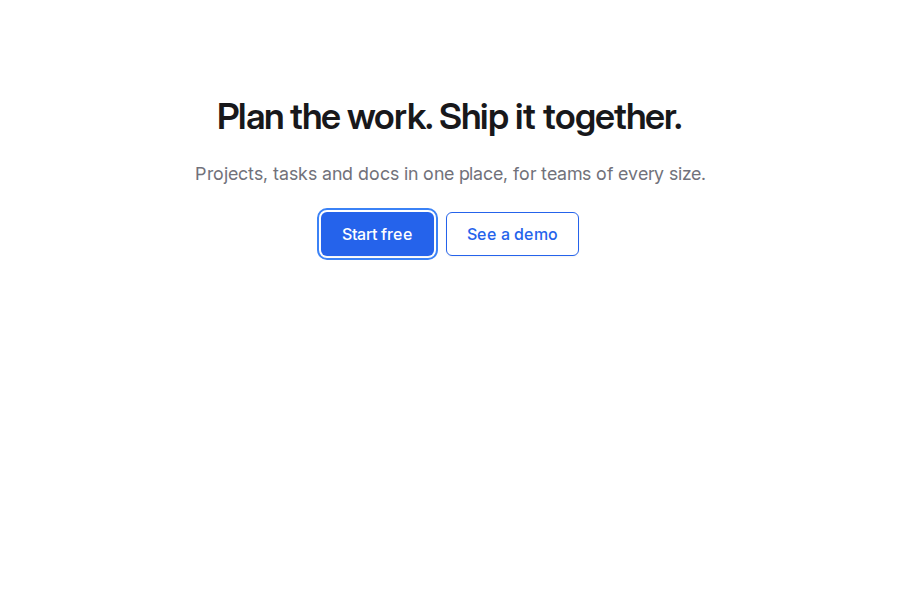 Plan the work. Ship it together.
Projects, tasks and docs in one place, for teams of every size.
Start free
See a demo